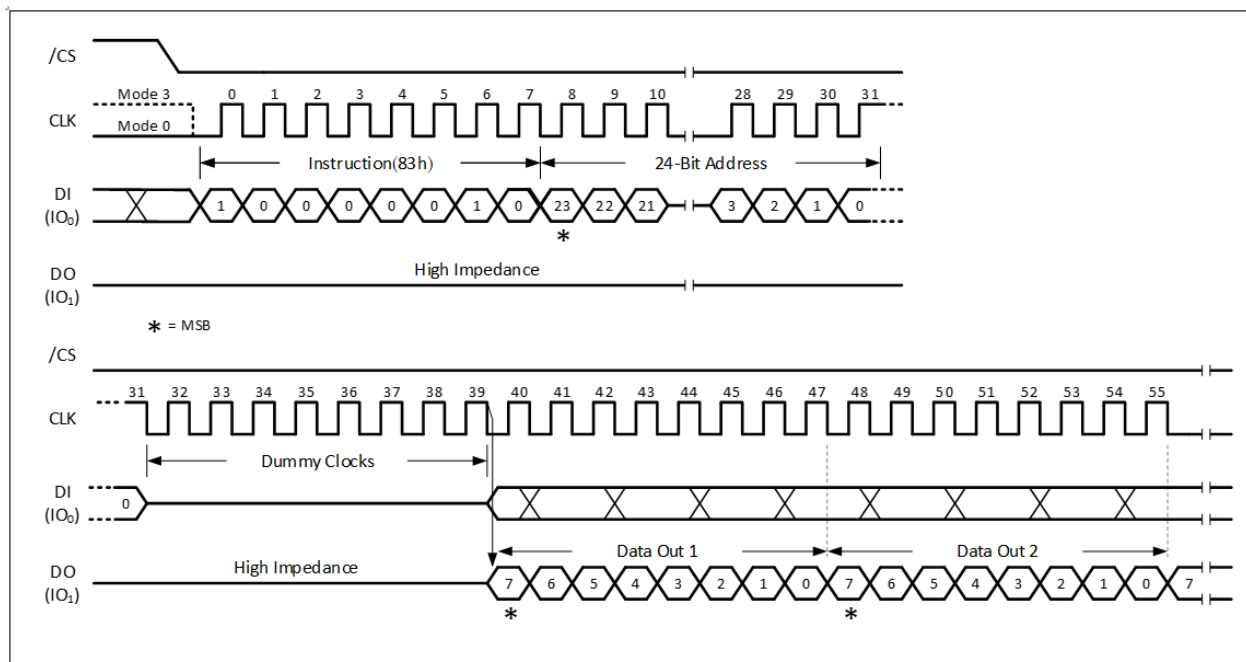 /CS
Mode 3 0 1 2 3 4 5 6 7 8 9 10 28 29 30 31
CLK
Mode 0
Instruction(83h) 24-Bit Address
DI
(IO₀)
1 0 0 0 0 0 1 0 23 22 21 3 2 1 0
*
DO
(IO₁)
High Impedance
* = MSB
/CS
31 32 33 34 35 36 37 38 39 40 41 42 43 44 45 46 47 48 49 50 51 52 53 54 55
CLK
Dummy Clocks
DI
(IO₀)
0
Data Out 1 Data Out 2
DO
(IO₁)
High Impedance
7 6 5 4 3 2 1 0 7 6 5 4 3 2 1 0 7
* *